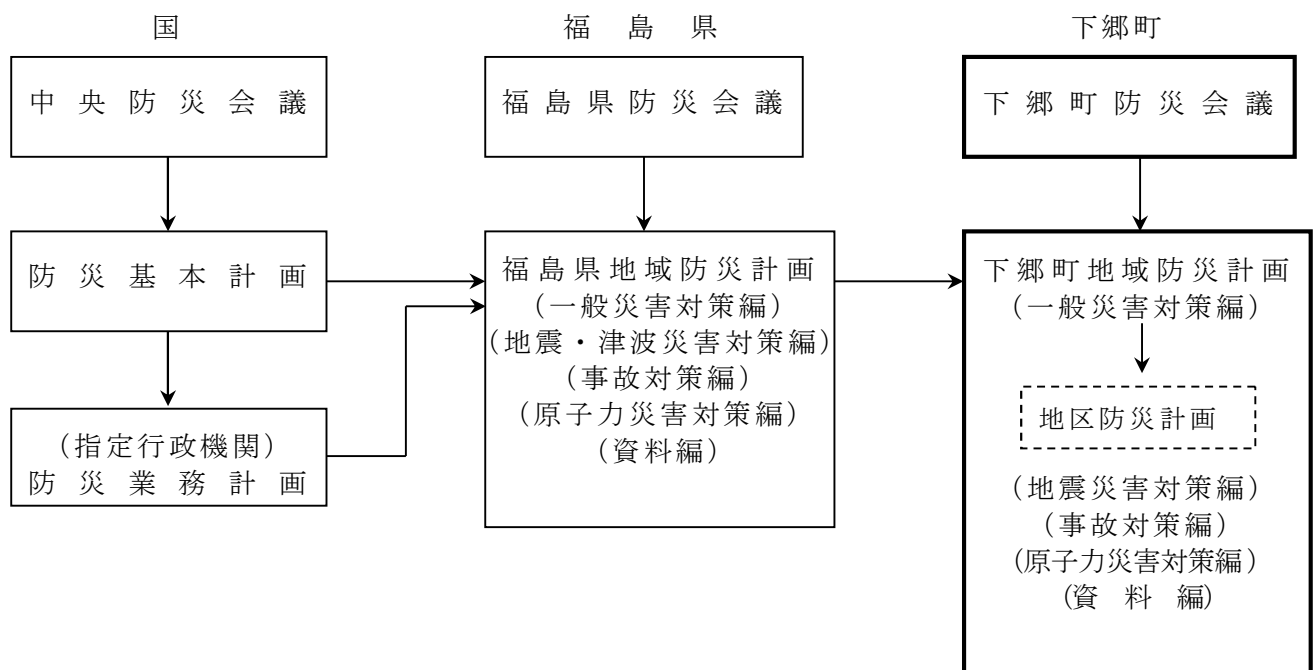 国
中央防災会議
防災基本計画
（指定行政機関）
防災業務計画
福島県
福島県防災会議
福島県地域防災計画
（一般災害対策編）
（地震・津波災害対策編）
（事故対策編）
（原子力災害対策編）
（資料編）
下郷町
下郷町防災会議
下郷町地域防災計画
（一般災害対策編）
地区防災計画
（地震災害対策編）
（事故対策編）
（原子力災害対策編）
（資料編）